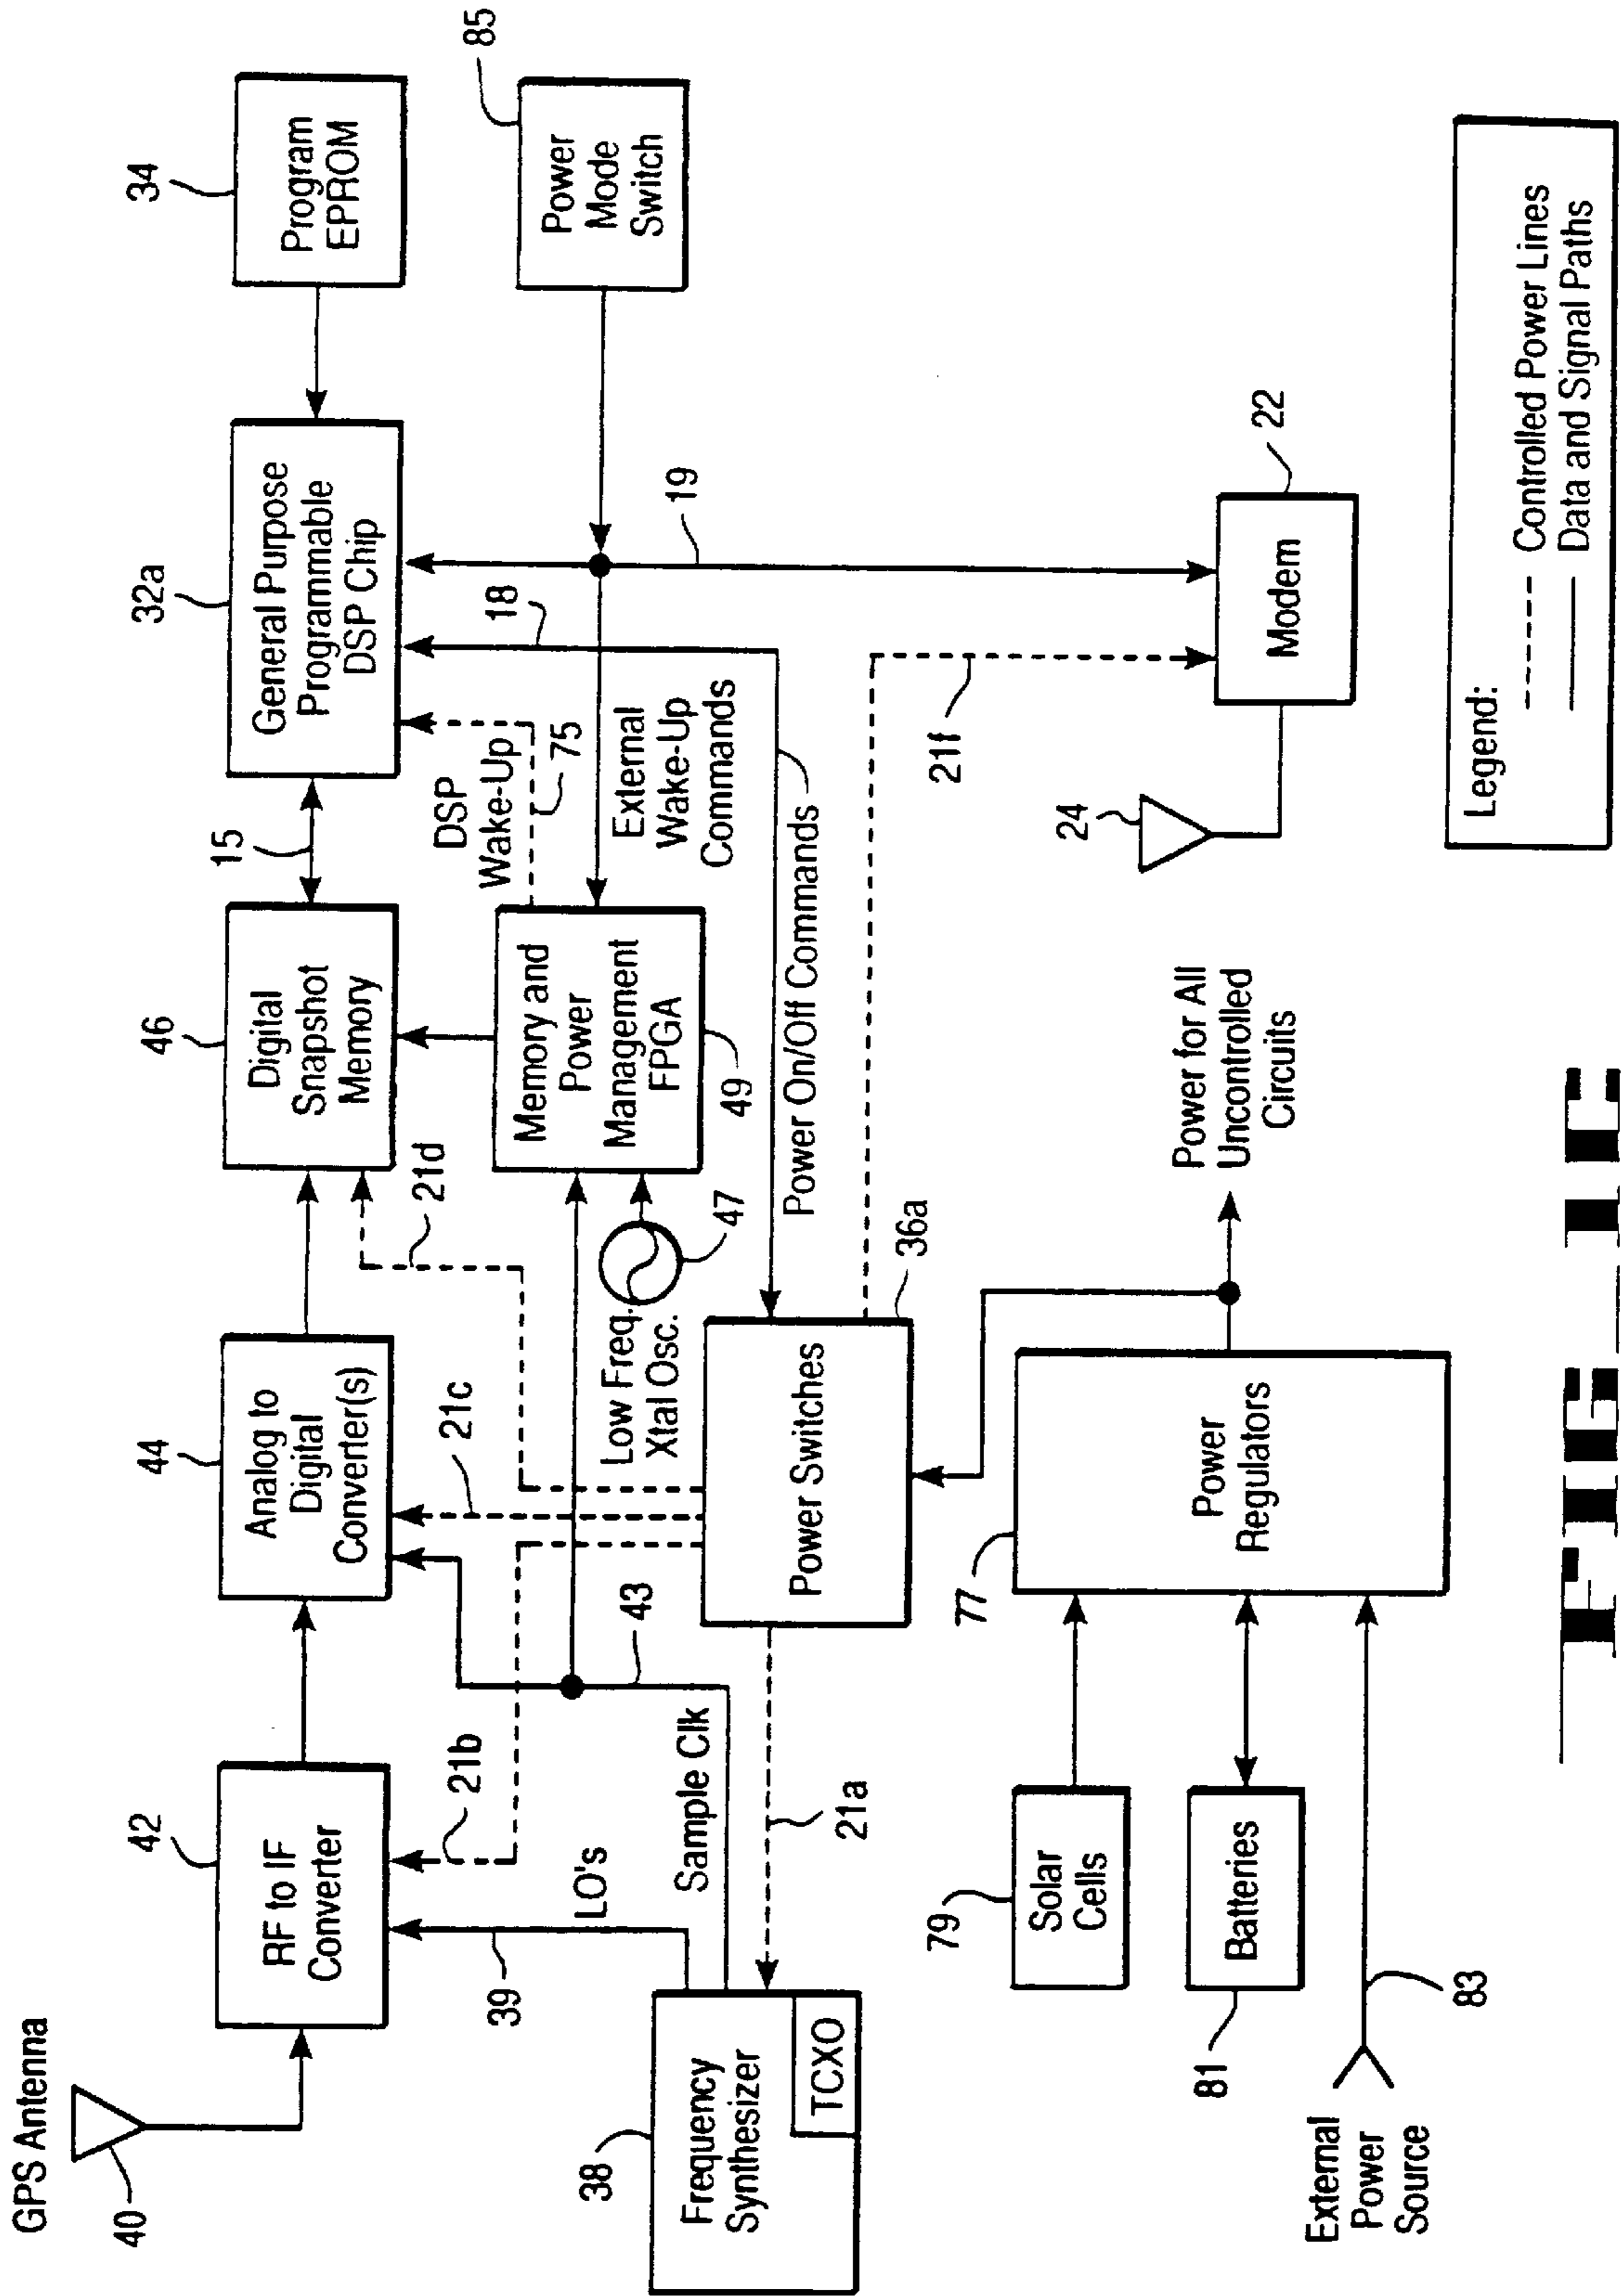 GPS Antenna
40
42
RF to IF
Converter
44
Analog to
Digital
Converter(s)
46
Digital
Snapshot
Memory
15
32a
General Purpose
Programmable
DSP Chip
34
Program
EPROM
85
Power
Mode
Switch
39
LO's
21b
43
Sample Clk
21c
21d
Low Freq.
Xtal Osc.
47
Memory and
Power
Management
FPGA
49
DSP
Wake-Up
75
External
Wake-Up
Commands
18
19
38
Frequency
Synthesizer
TCXO
21a
Power Switches
36a
Power On/Off Commands
21f
24
Modem
22
79
Solar
Cells
81
Batteries
External
Power
Source
83
77
Power
Regulators
Power for All
Uncontrolled
Circuits
Legend:
Controlled Power Lines
Data and Signal Paths
FIG 1C